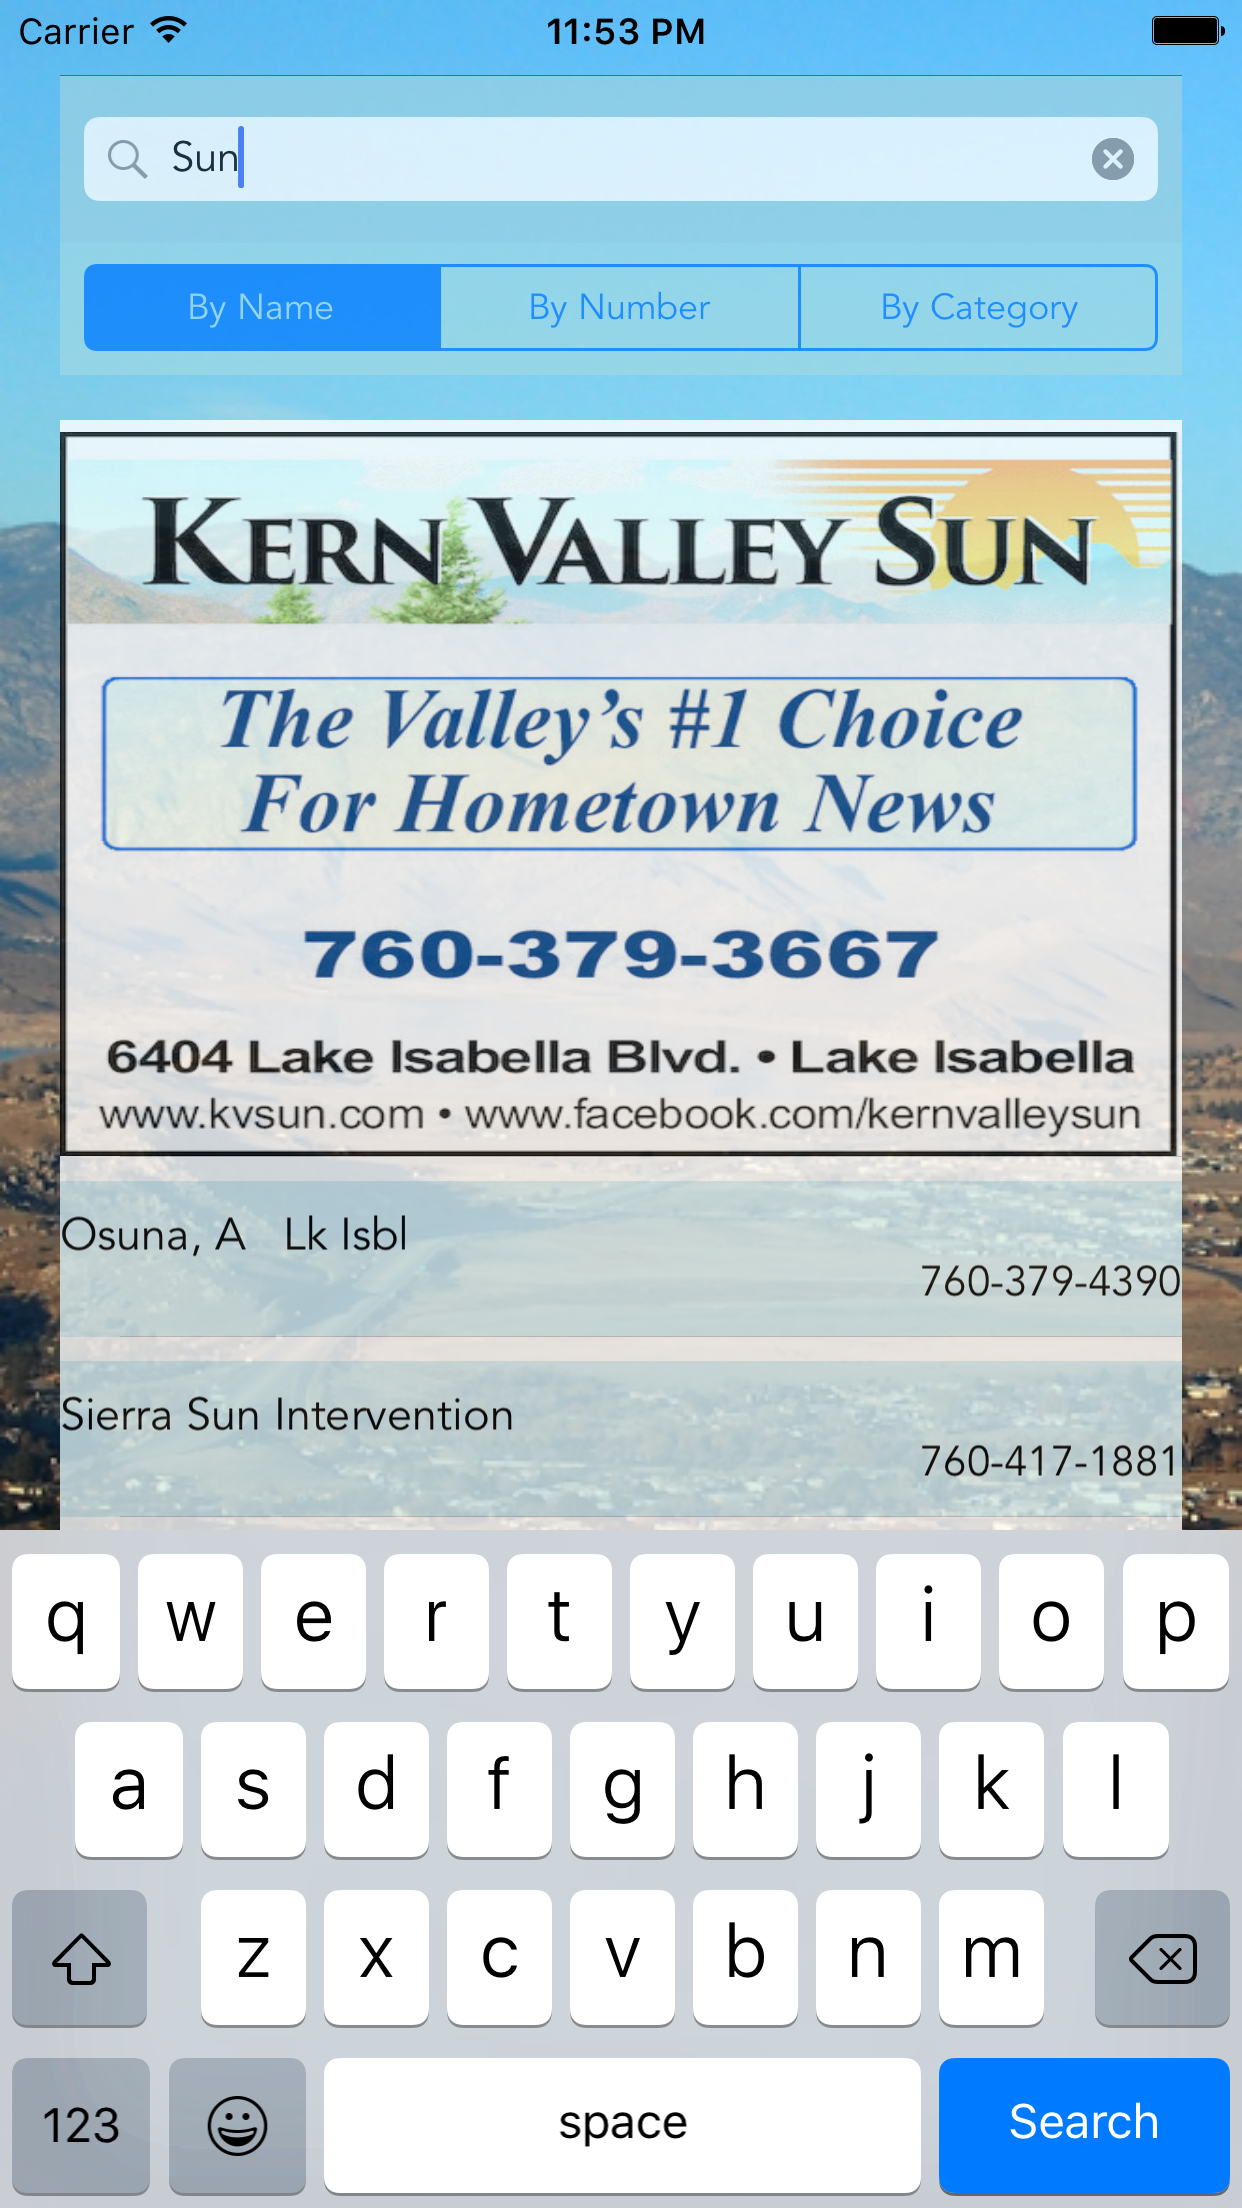 Carrier 11:53 PM
Sun
By Name By Number By Category
KERN VALLEY SUN
The Valley's #1 Choice
For Hometown News
760-379-3667
6404 Lake Isabella Blvd. • Lake Isabella
www.kvsun.com • www.facebook.com/kernvalleysun
Osuna, A Lk Isbl
760-379-4390
Sierra Sun Intervention
760-417-1881
q w e r t y u i o p
a s d f g h j k l
z x c v b n m
123 space Search